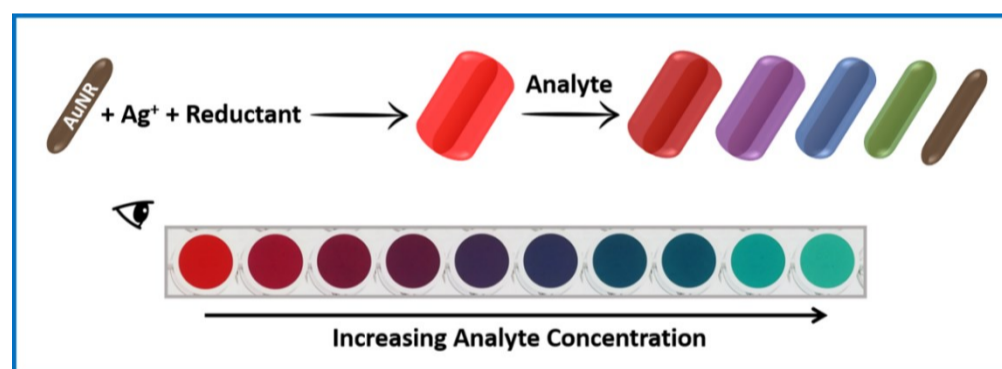 AuNR
+ Ag⁺ + Reductant
Analyte
Increasing Analyte Concentration